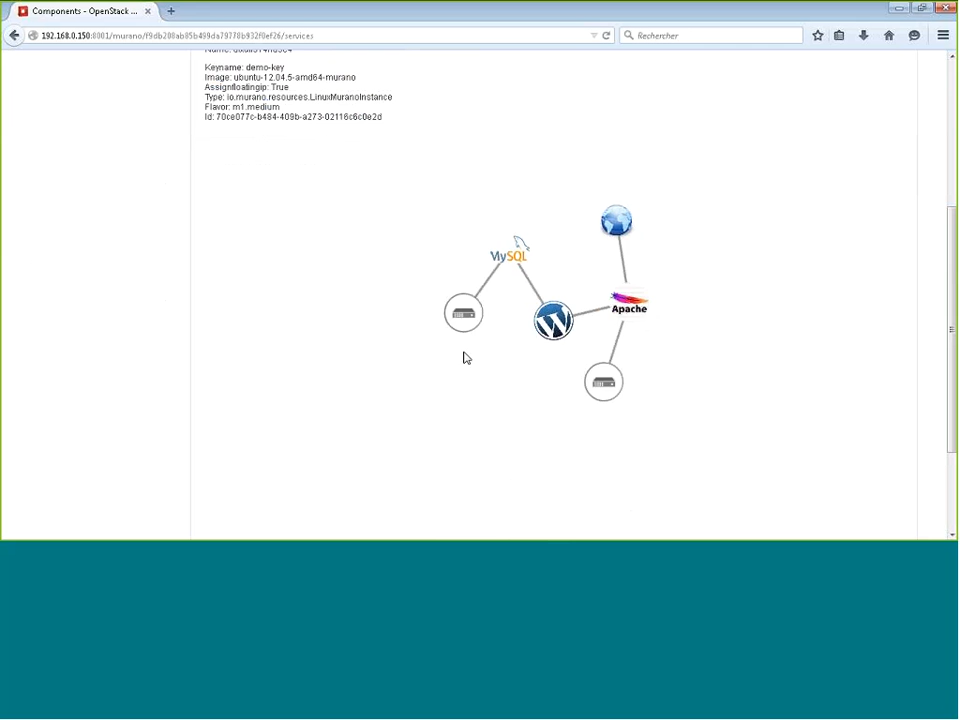 Components - OpenStack ...
192.168.0.150:8001/murano/f9db208ab85b499da79778b932f0ef26/services
Rechercher
Keyname: demo-key
Image: ubuntu-12.04.5-amd64-murano
Assignfloatingip: True
Type: io.murano.resources.LinuxMuranoInstance
Flavor: m1.medium
Id: 70ce077c-b484-409b-a273-02116c6c0e2d
MySQL
W
Apache